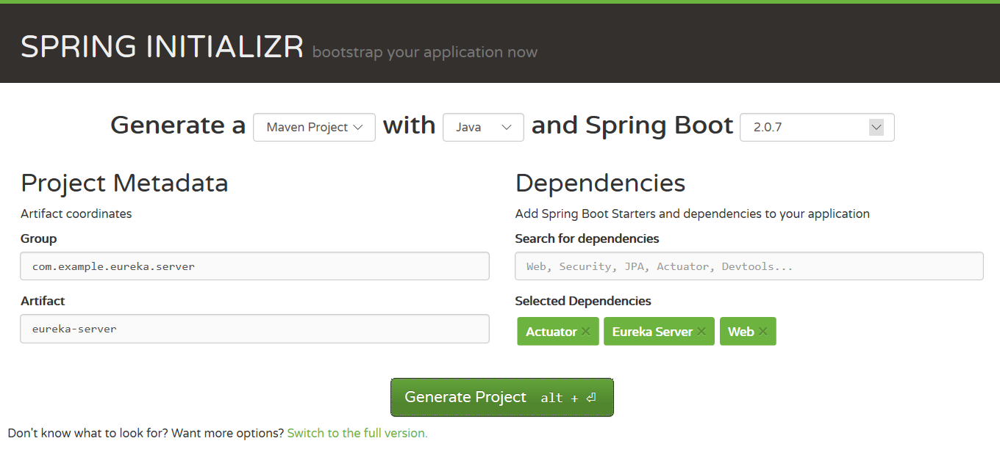 SPRING INITIALIZR bootstrap your application now
Generate a Maven Project with Java and Spring Boot 2.0.7
Project Metadata
Artifact coordinates
Group
com.example.eureka.server
Artifact
eureka-server
Dependencies
Add Spring Boot Starters and dependencies to your application
Search for dependencies
Web, Security, JPA, Actuator, Devtools...
Selected Dependencies
Actuator × Eureka Server × Web ×
Generate Project alt + ⏎
Don't know what to look for? Want more options? Switch to the full version.